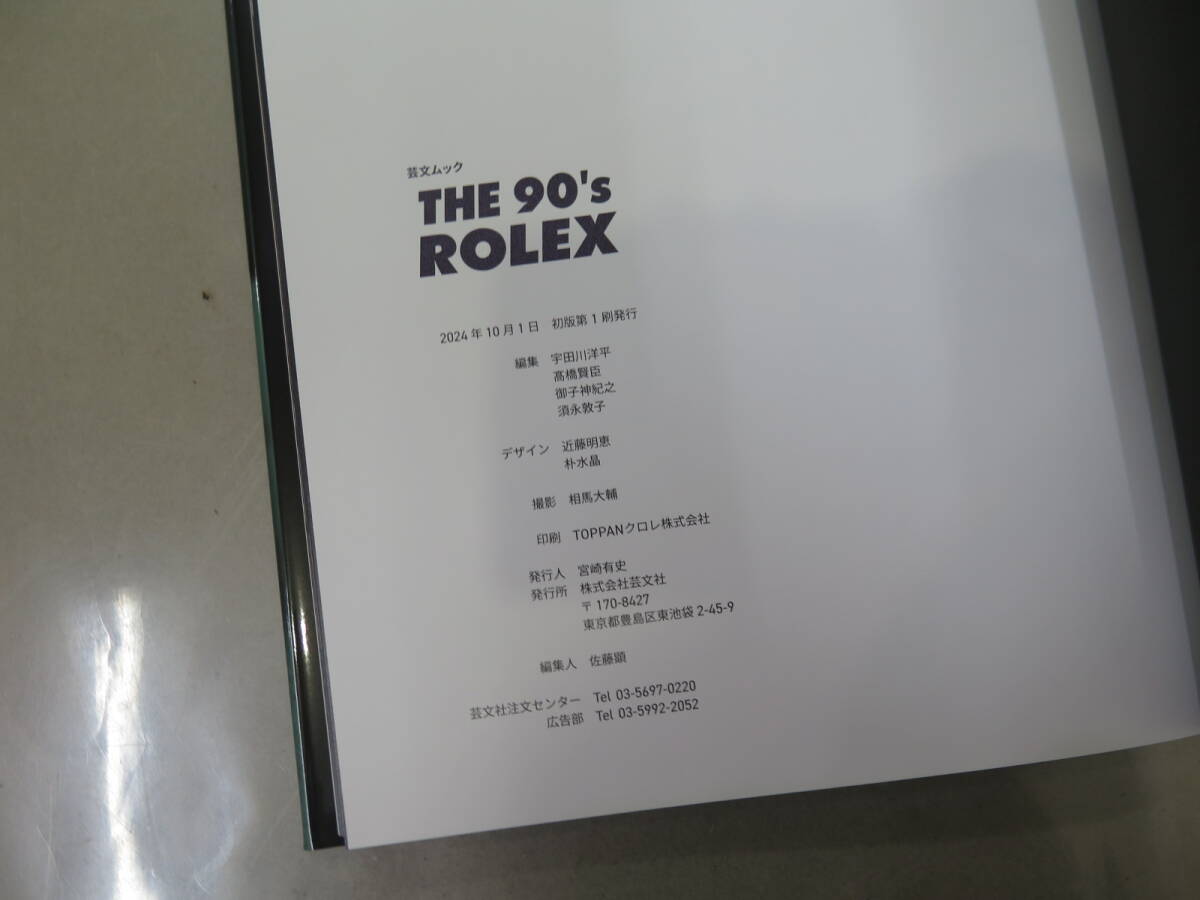 芸文ムック
THE 90's
ROLEX
2024年10月1日　初版第1刷発行
編集　宇田川洋平
髙橋賢臣
御子神紀之
須永敦子
デザイン　近藤明恵
朴水晶
撮影　相馬大輔
印刷　TOPPANクロレ株式会社
発行人　宮崎有史
発行所　株式会社芸文社
〒170-8427
東京都豊島区東池袋2-45-9
編集人　佐藤顕
芸文社注文センター　Tel 03-5697-0220
広告部　Tel 03-5992-2052